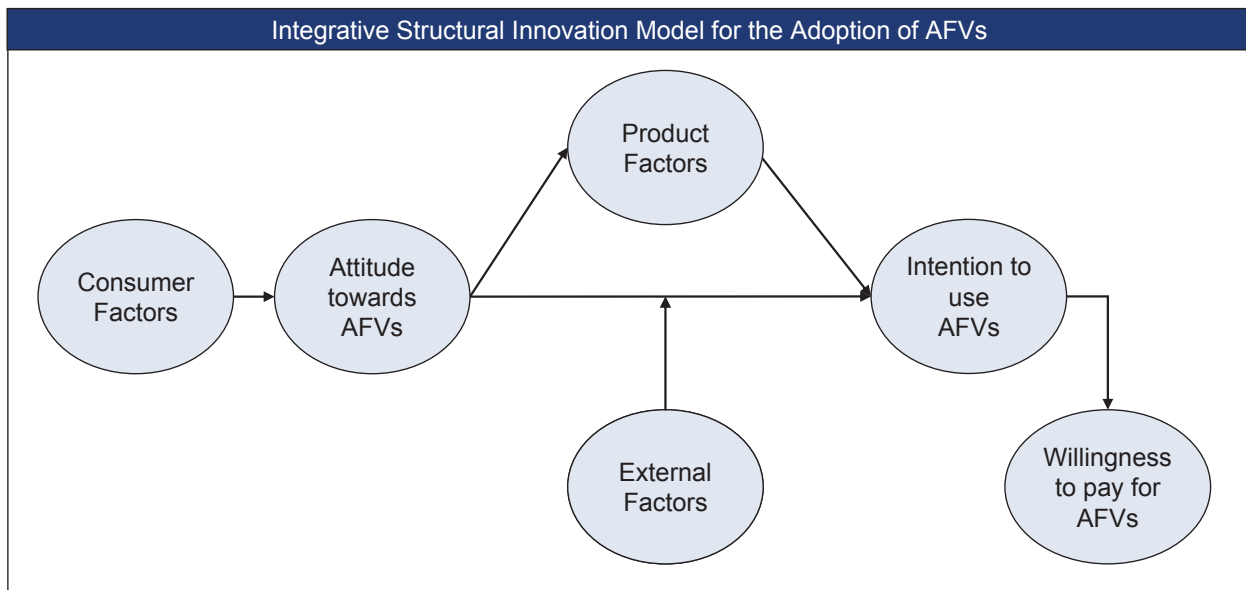 Integrative Structural Innovation Model for the Adoption of AFVs
Product
Factors
Consumer
Factors
Attitude
towards
AFVs
Intention to
use
AFVs
External
Factors
Willingness
to pay for
AFVs